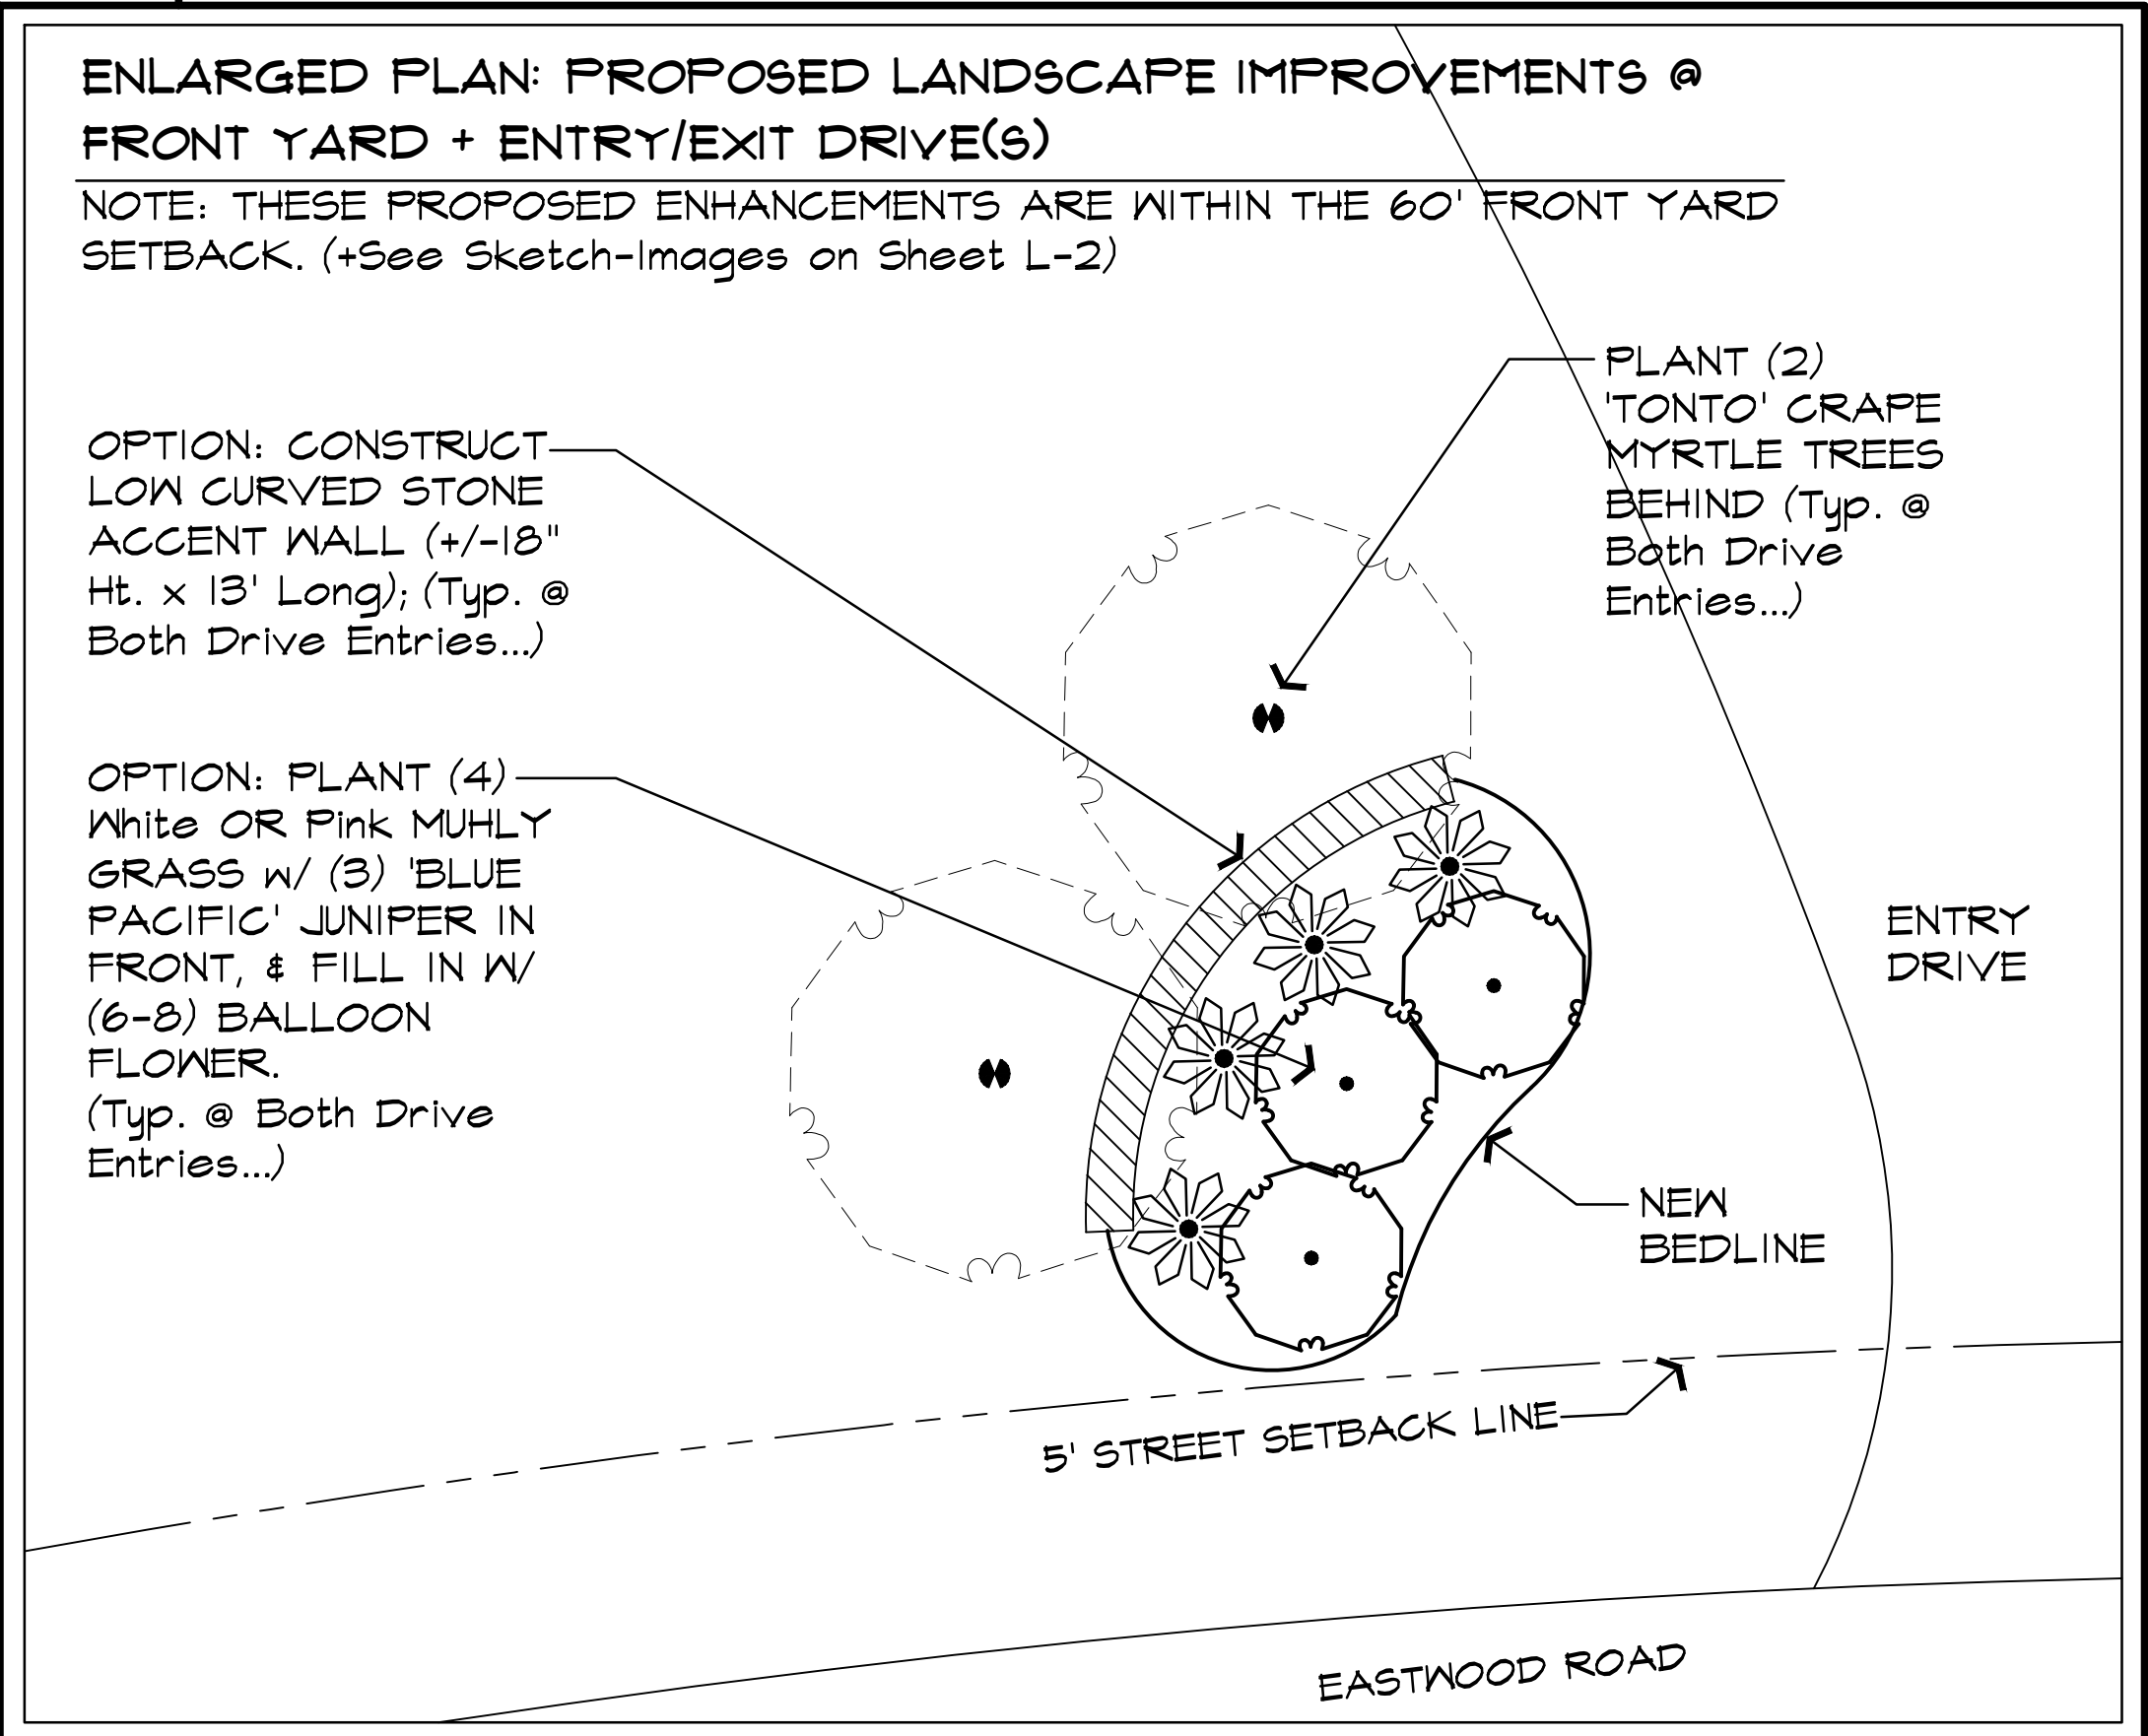 ENLARGED PLAN: PROPOSED LANDSCAPE IMPROVEMENTS @
FRONT YARD + ENTRY/EXIT DRIVE(S)
NOTE: THESE PROPOSED ENHANCEMENTS ARE WITHIN THE 60' FRONT YARD
SETBACK. (+See Sketch-Images on Sheet L-2)
PLANT (2)
'TONTO' CRAPE
MYRTLE TREES
BEHIND (Typ. @
Both Drive
Entries...)
OPTION: CONSTRUCT
LOW CURVED STONE
ACCENT WALL (+/-18"
Ht. x 13' Long); (Typ. @
Both Drive Entries...)
OPTION: PLANT (4)
White OR Pink MUHLY
GRASS w/ (3) 'BLUE
PACIFIC' JUNIPER IN
FRONT, & FILL IN W/
(6-8) BALLOON
FLOWER.
(Typ. @ Both Drive
Entries...)
ENTRY
DRIVE
NEW
BEDLINE
5' STREET SETBACK LINE
EASTWOOD ROAD